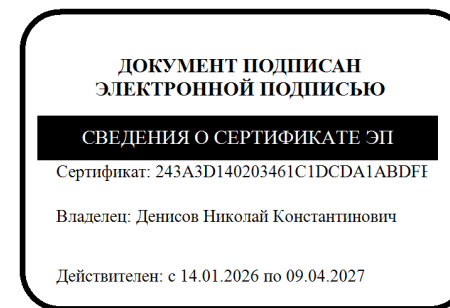 ДОКУМЕНТ ПОДПИСАН
ЭЛЕКТРОННОЙ ПОДПИСЬЮ
СВЕДЕНИЯ О СЕРТИФИКАТЕ ЭП
Сертификат: 243A3D140203461C1DCDA1ABDFE
Владелец: Денисов Николай Константинович
Действителен: с 14.01.2026 по 09.04.2027